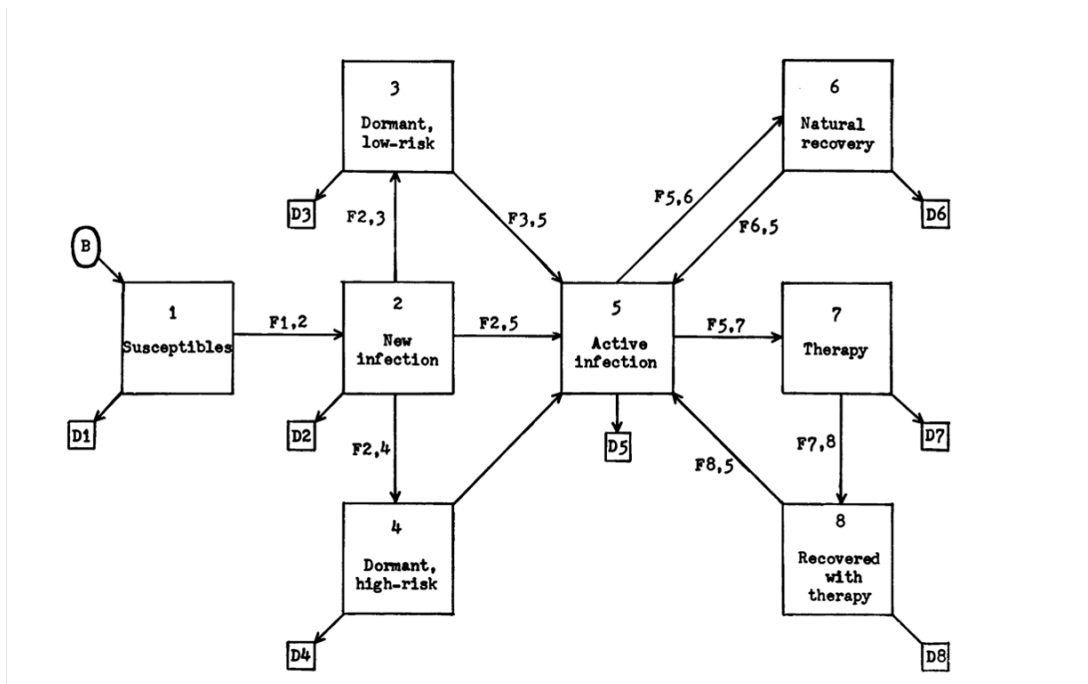 3
Dormant,
low-risk
6
Natural
recovery
D3
F2,3
F3,5
F5,6
F6,5
D6
B
1
Susceptibles
F1,2
2
New
infection
F2,5
5
Active
infection
F5,7
7
Therapy
D1
D2
F2,4
D5
F8,5
F7,8
D7
4
Dormant,
high-risk
8
Recovered
with
therapy
D4
D8